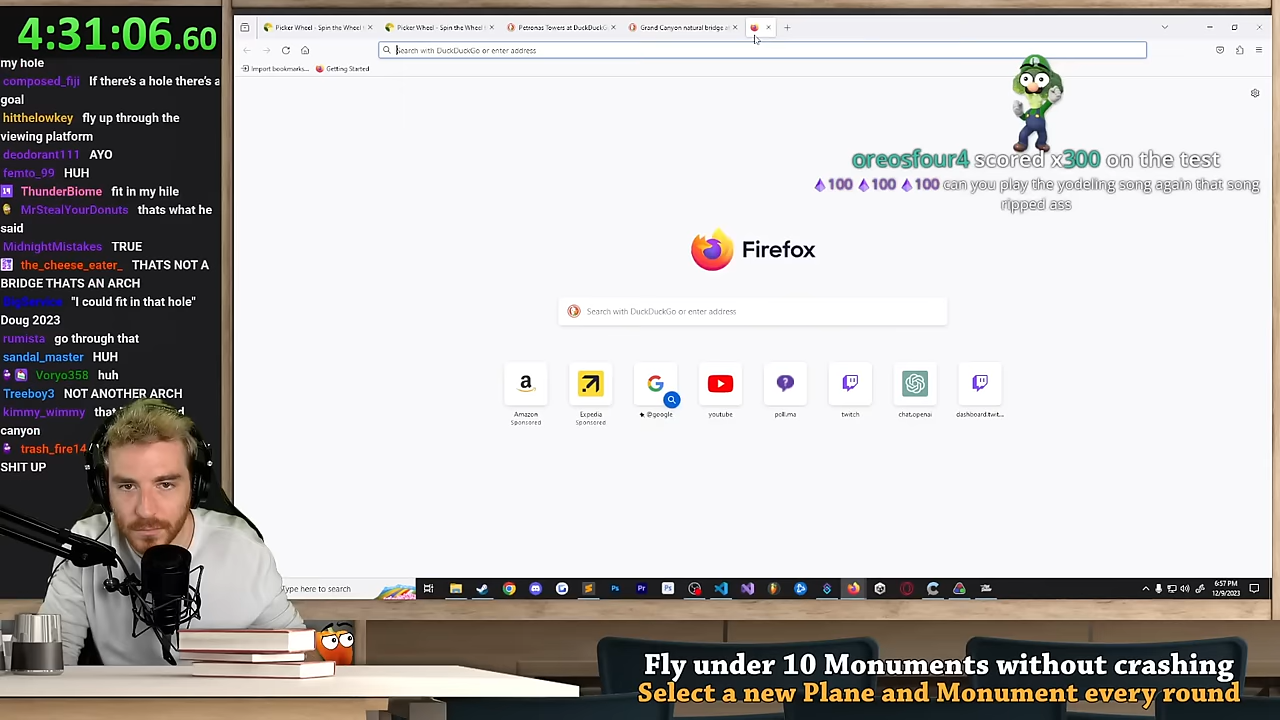 4:31:06.60
my hole
composed_fiji If there's a hole there's a
goal
hitthelowkey fly up through the
viewing platform
deodorant111 AYO
femto_99 HUH
ThunderBiome fit in my hile
MrStealYourDonuts thats what he
said
MidnightMistakes TRUE
the_cheese_eater_ THATS NOT A
BRIDGE THATS AN ARCH
"I could fit in that hole"
Doug 2023
rumista go through that
sandal_master HUH
Voryo358 huh
Treeboy3 NOT ANOTHER ARCH
kimmy_wimmy
canyon
trash_fire14
SHIT UP
Picker Wheel - Spin the Wheel
Picker Wheel - Spin the Wheel
Petronas Towers at DuckDuckG
Grand Canyon natural bridge a
Search with DuckDuckGo or enter address
Import bookmarks...
Getting Started
oreosfour4 scored x300 on the test
100 100 100 can you play the yodeling song again that song
ripped ass
Firefox
Search with DuckDuckGo or enter address
Amazon
Sponsored
Expedia
Sponsored
@google
youtube
poll.ma
twitch
chat.openai
dashboard.twit...
Type here to search
6:57 PM
12/9/2023
Fly under 10 Monuments without crashing
Select a new Plane and Monument every round